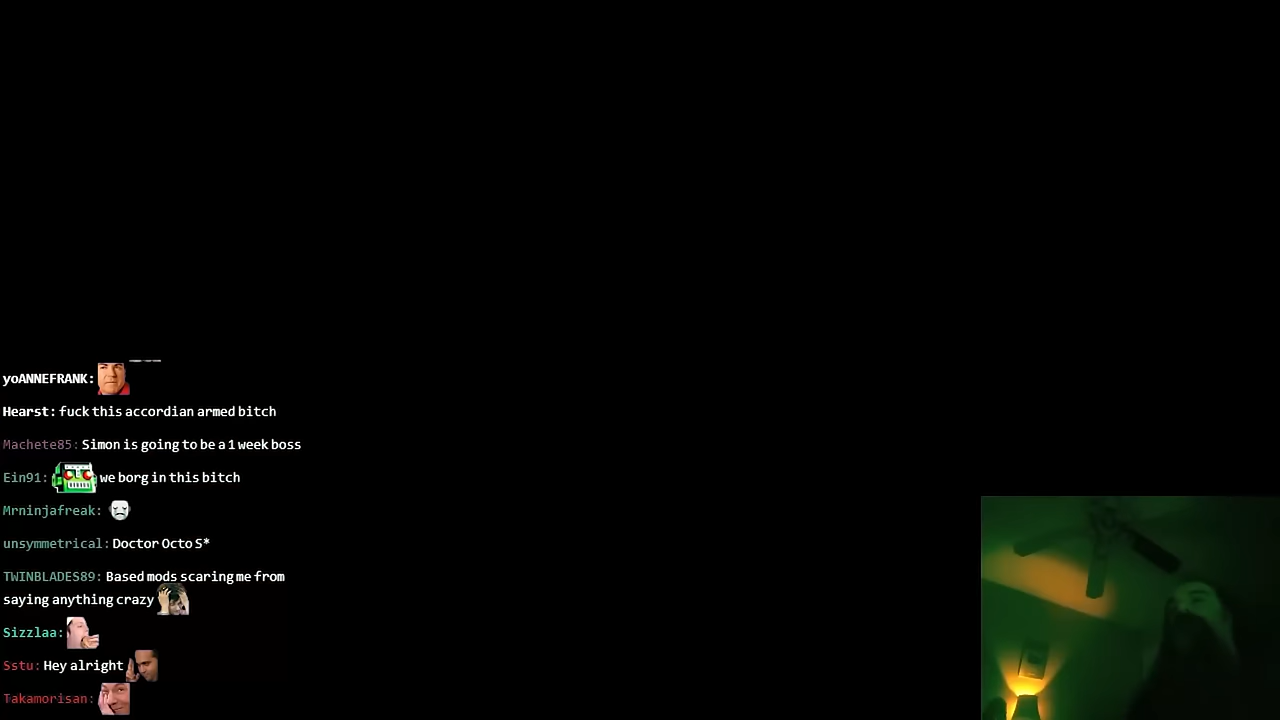 yoANNEFRANK:
Hearst: fuck this accordian armed bitch
Machete85: Simon is going to be a 1 week boss
Ein91: we borg in this bitch
Mrninjafreak:
unsymmetrical: Doctor Octo S*
TWINBLADES89: Based mods scaring me from
saying anything crazy
Sizzlaa:
Sstu: Hey alright
Takamorisan: